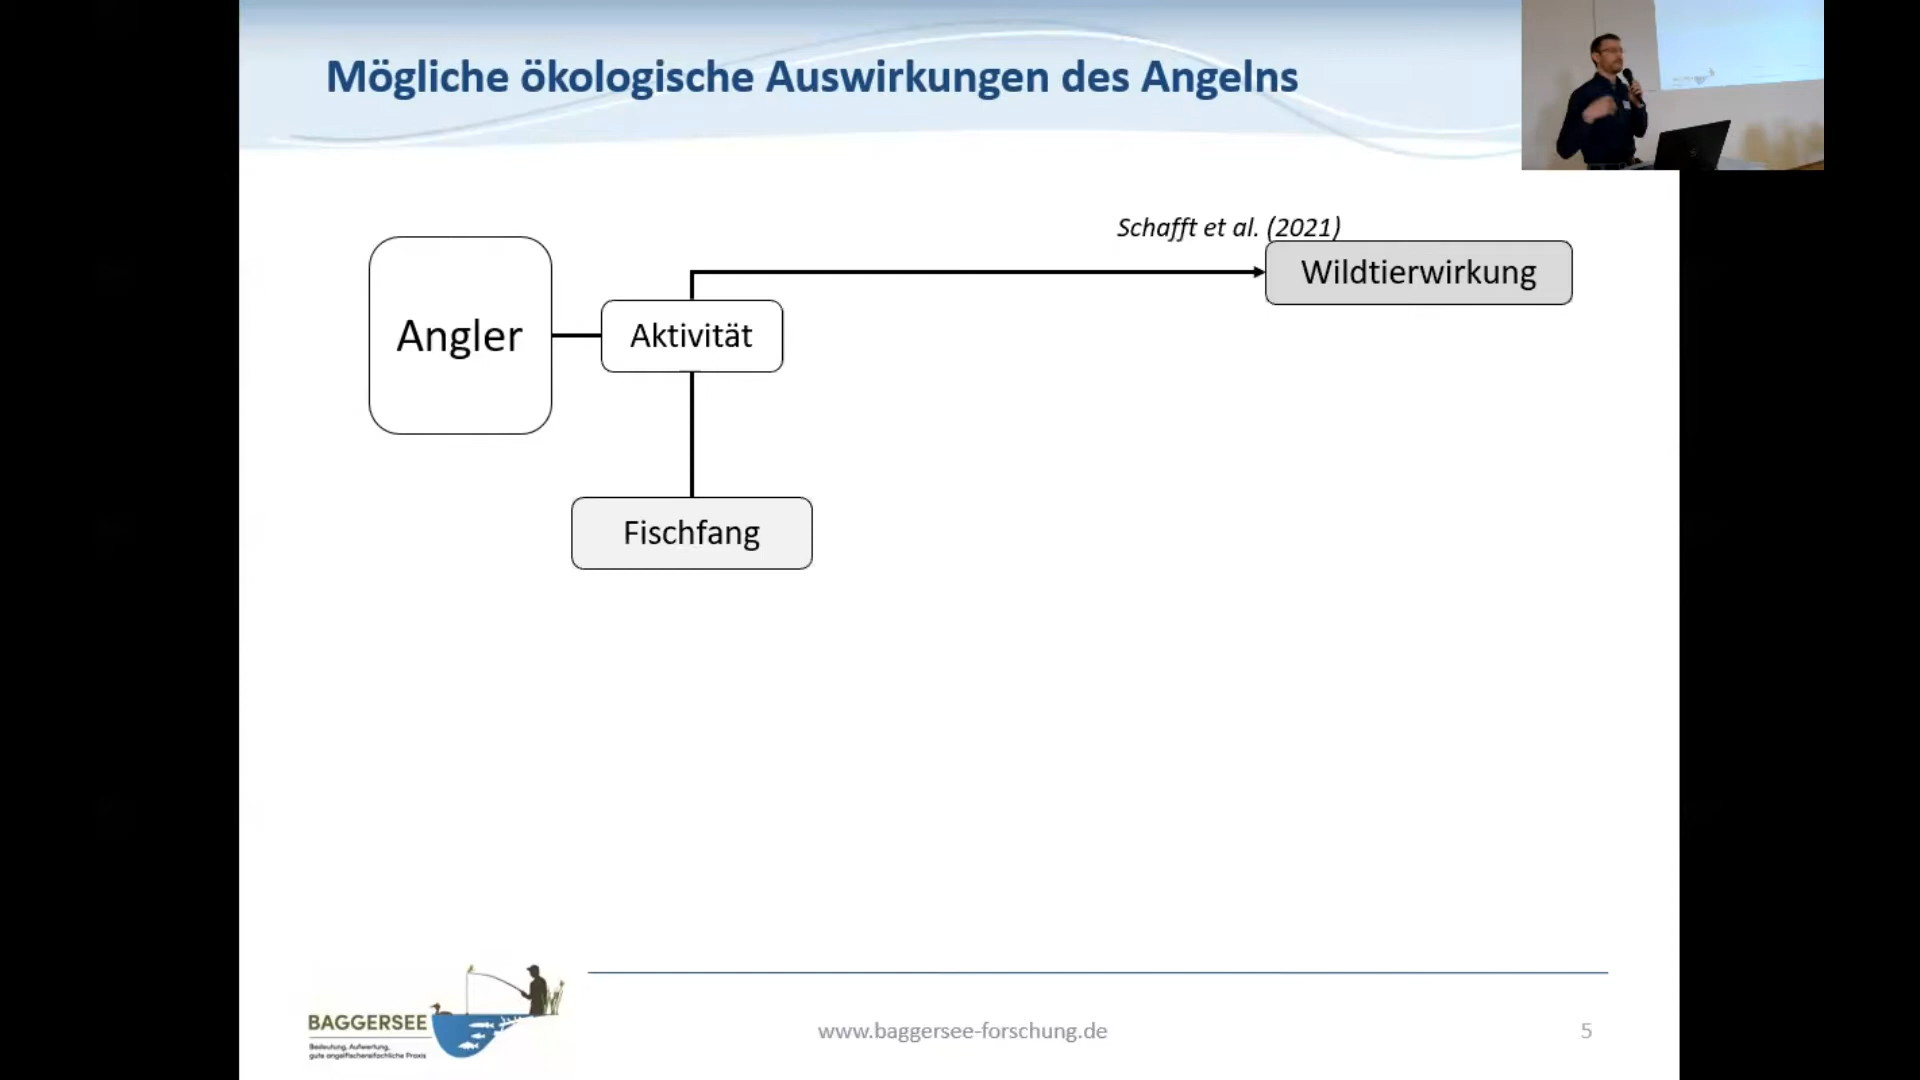 Mögliche ökologische Auswirkungen des Angelns
Schafft et al. (2021)
Wildtierwirkung
Angler
Aktivität
Fischfang
BAGGERSEE
Bedeutung, Aufwertung,
gute angelfischereifachliche Praxis
www.baggersee-forschung.de
5